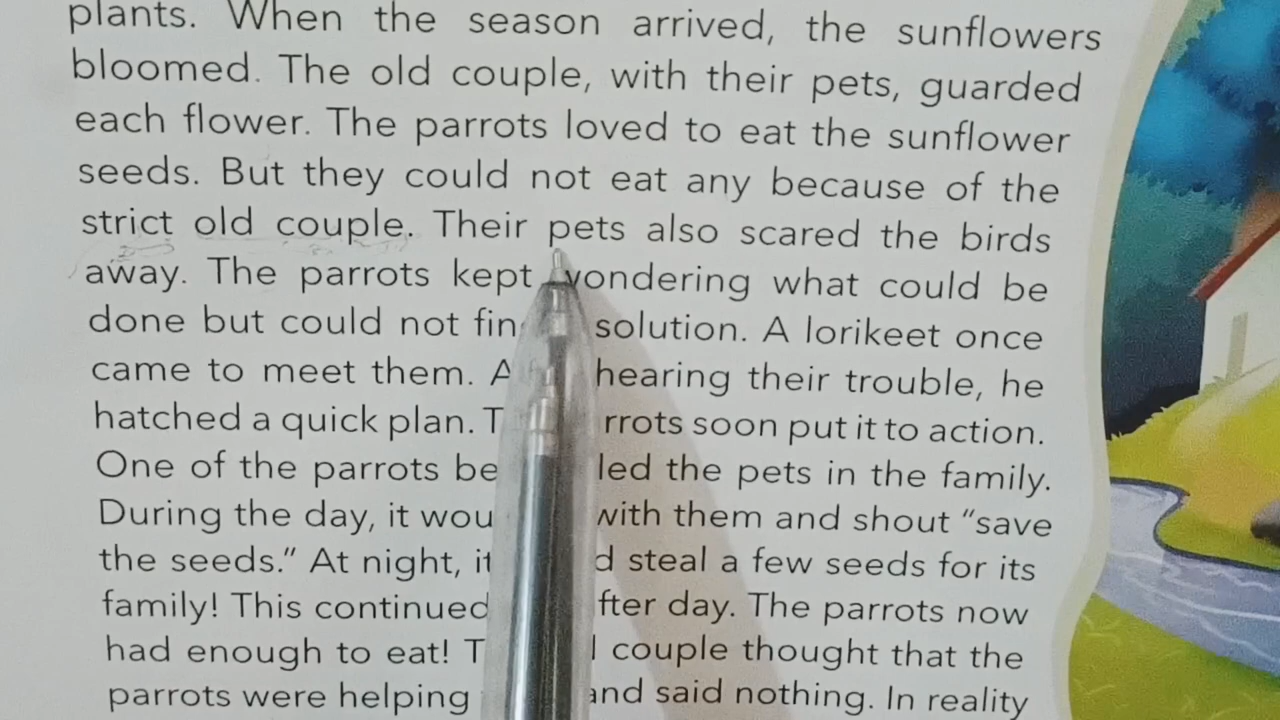 plants. When the season arrived, the sunflowers
bloomed. The old couple, with their pets, guarded
each flower. The parrots loved to eat the sunflower
seeds. But they could not eat any because of the
strict old couple. Their pets also scared the birds
away. The parrots kept wondering what could be
done but could not solution. A lorikeet once
came to meet them. hearing their trouble, he
hatched a quick plan. soon put it to action.
One of the parrots the pets in the family.
During the day, it with them and shout “save
the seeds.” At night, steal a few seeds for its
family! This continued day. The parrots now
had enough to eat! couple thought that the
parrots were helping and said nothing. In reality